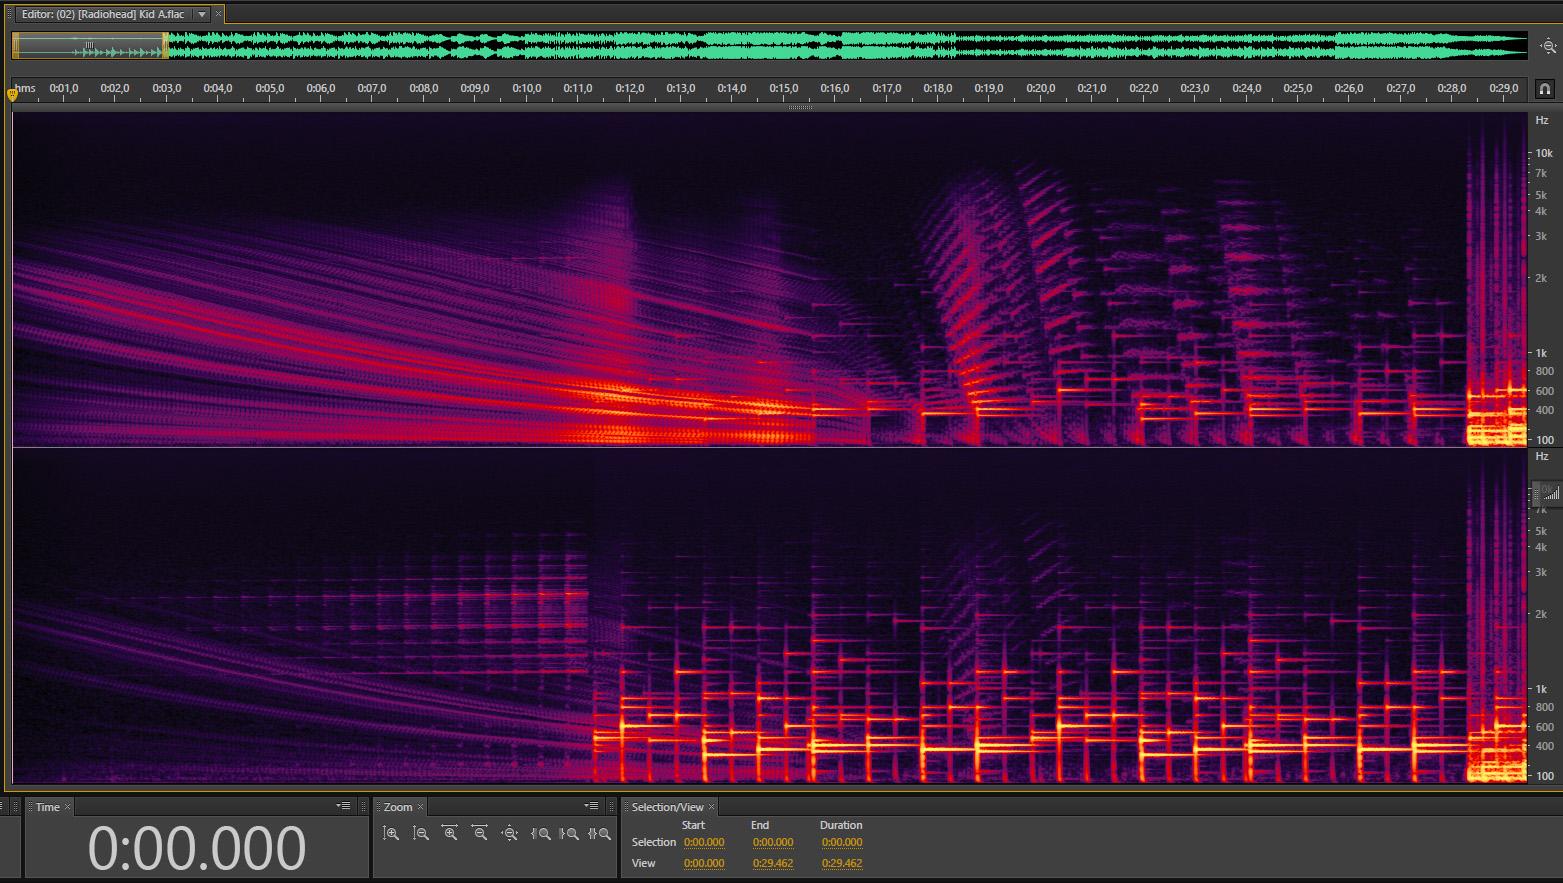 Editor: (02) [Radiohead] Kid A.flac
hms 0:01,0 0:02,0 0:03,0 0:04,0 0:05,0 0:06,0 0:07,0 0:08,0 0:09,0 0:10,0 0:11,0 0:12,0 0:13,0 0:14,0 0:15,0 0:16,0 0:17,0 0:18,0 0:19,0 0:20,0 0:21,0 0:22,0 0:23,0 0:24,0 0:25,0 0:26,0 0:27,0 0:28,0 0:29,0
Hz
10k
7k
5k
4k
3k
2k
1k
800
600
400
100
Hz
7k
5k
4k
3k
2k
1k
800
600
400
100
Time Zoom Selection/View
Start End Duration
0:00.000
Selection 0:00.000 0:00.000 0:00.000
View 0:00.000 0:29.462 0:29.462